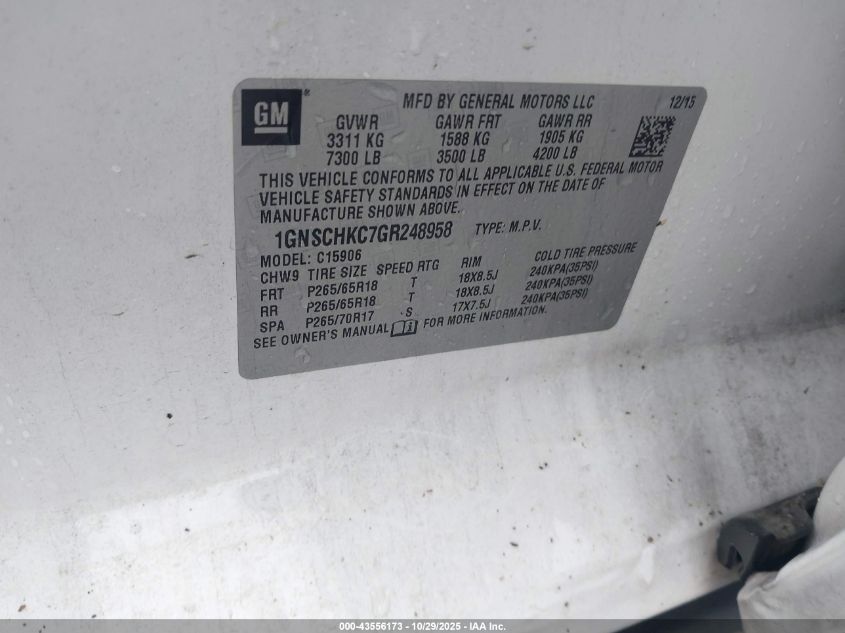 GM ®
MFD BY GENERAL MOTORS LLC 12/15
GVWR GAWR FRT GAWR RR
3311 KG 1588 KG 1905 KG
7300 LB 3500 LB 4200 LB
THIS VEHICLE CONFORMS TO ALL APPLICABLE U.S. FEDERAL MOTOR
VEHICLE SAFETY STANDARDS IN EFFECT ON THE DATE OF
MANUFACTURE SHOWN ABOVE.
1GNSCHKC7GR248958 TYPE: M.P.V.
MODEL: C15906
CHW9 TIRE SIZE SPEED RTG RIM COLD TIRE PRESSURE
FRT P265/65R18 T 18X8.5J 240KPA(35PSI)
RR P265/65R18 T 18X8.5J 240KPA(35PSI)
SPA P265/70R17 S 17X7.5J 240KPA(35PSI)
SEE OWNER'S MANUAL FOR MORE INFORMATION.
000-43556173 - 10/29/2025 - IAA Inc.